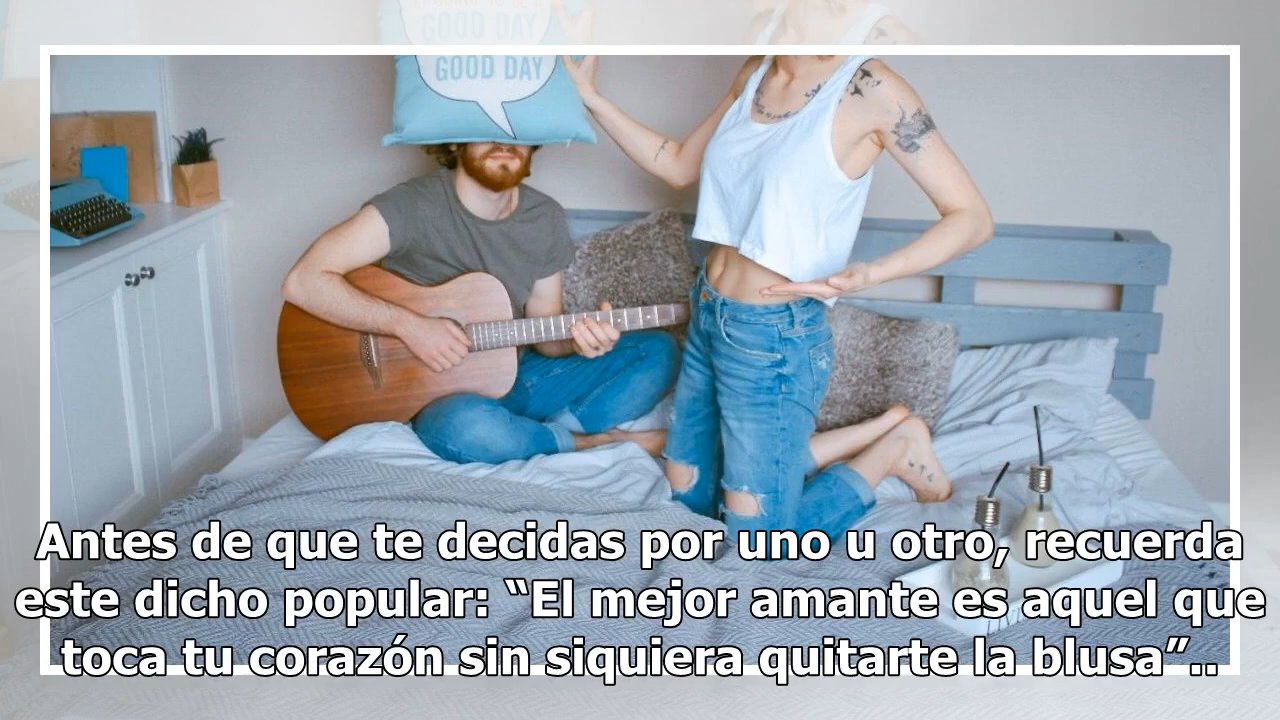 GOOD DAY
GOOD DAY
Antes de que te decidas por uno u otro, recuerda
este dicho popular: “El mejor amante es aquel que
toca tu corazón sin siquiera quitarte la blusa”..